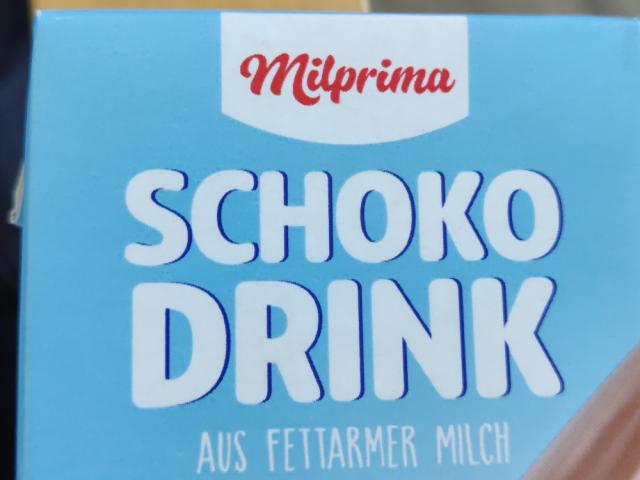 Milprima
SCHOKO
DRINK
AUS FETTARMER MILCH